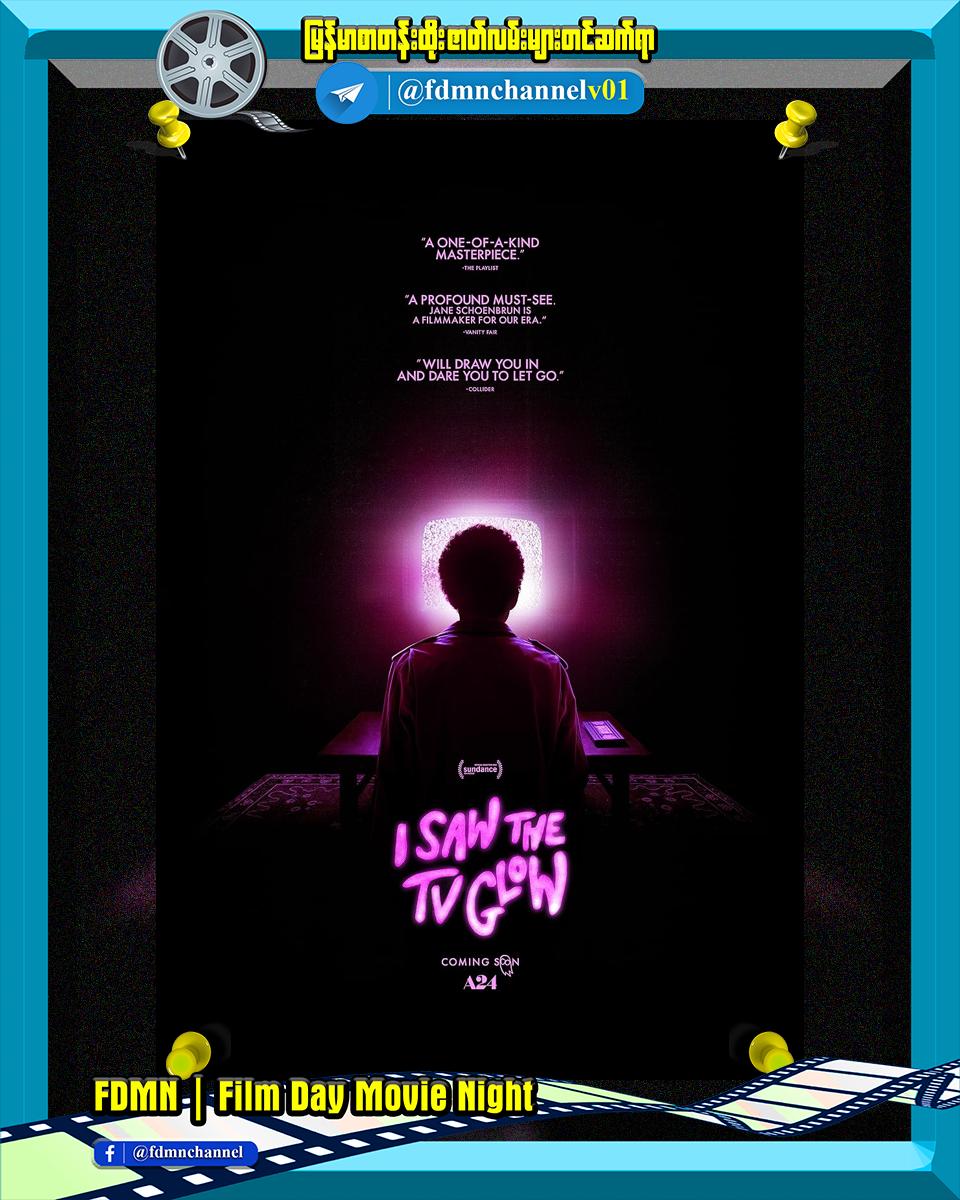 မြန်မာစာတန်းထိုးဇာတ်လမ်းများတင်ဆက်ရာ
@fdmnchannelv01
"A ONE-OF-A-KIND
MASTERPIECE."
-THE PLAYLIST
"A PROFOUND MUST-SEE.
JANE SCHOENBRUN IS
A FILMMAKER FOR OUR ERA."
-VANITY FAIR
"WILL DRAW YOU IN
AND DARE YOU TO LET GO."
-COLLIDER
sundance
I SAW THE
TV GLOW
COMING SOON
A24
FDMN | Film Day Movie Night
@fdmnchannel